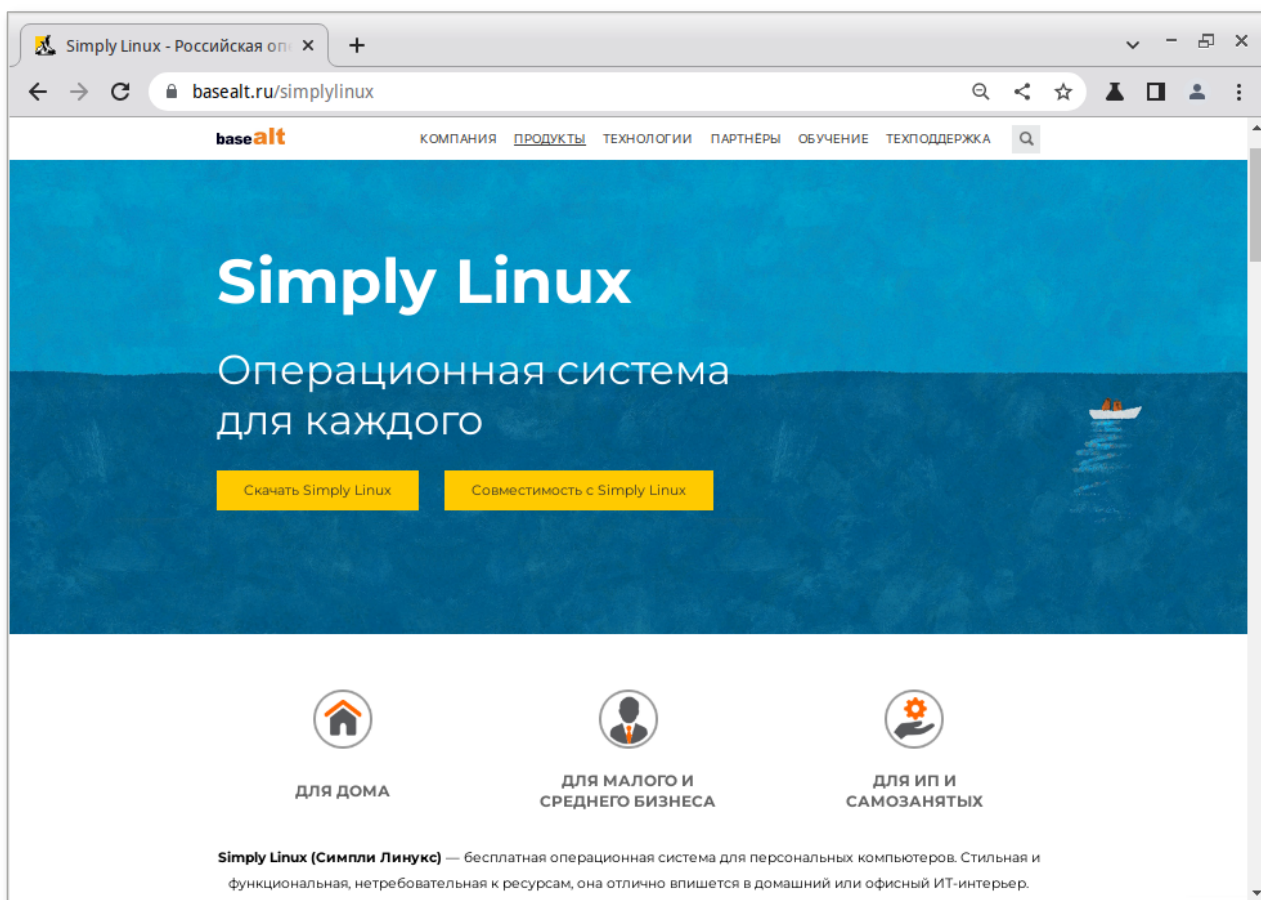 Simply Linux - Российская оп
basealt.ru/simplylinux
basealt КОМПАНИЯ ПРОДУКТЫ ТЕХНОЛОГИИ ПАРТНЁРЫ ОБУЧЕНИЕ ТЕХПОДДЕРЖКА
Simply Linux
Операционная система
для каждого
Скачать Simply Linux Совместимость с Simply Linux
ДЛЯ ДОМА
ДЛЯ МАЛОГО И
СРЕДНЕГО БИЗНЕСА
ДЛЯ ИП И
САМОЗАНЯТЫХ
Simply Linux (Симпли Линукс) — бесплатная операционная система для персональных компьютеров. Стильная и
функциональная, нетребовательная к ресурсам, она отлично впишется в домашний или офисный ИТ-интерьер.